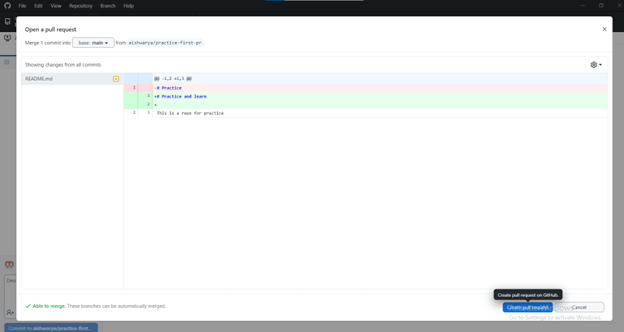 File Edit View Repository Branch Help
Open a pull request
Merge 1 commit into base: main from aishwarya/practice-first-pr.
Showing changes from all commits
README.md
@@ -1,2 +1,3 @@
1 -# Practice
1 +# Practice and learn
2 +
2 3 This is a repo for practice
Create pull request on GitHub.
Able to merge. These branches can be automatically merged.
Create pull request Cancel
Go to Settings to activate Windows.
Commit to aishwarya/practice-first...